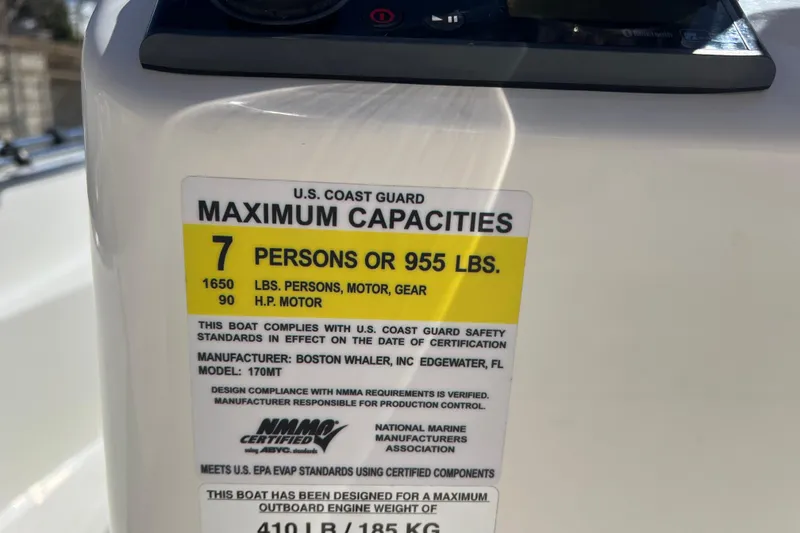 U.S. COAST GUARD
MAXIMUM CAPACITIES
7 PERSONS OR 955 LBS.
1650 LBS. PERSONS, MOTOR, GEAR
90 H.P. MOTOR
THIS BOAT COMPLIES WITH U.S. COAST GUARD SAFETY
STANDARDS IN EFFECT ON THE DATE OF CERTIFICATION
MANUFACTURER: BOSTON WHALER, INC EDGEWATER, FL
MODEL: 170MT
DESIGN COMPLIANCE WITH NMMA REQUIREMENTS IS VERIFIED.
MANUFACTURER RESPONSIBLE FOR PRODUCTION CONTROL.
NMMA
CERTIFIED
using ABYC. standards
NATIONAL MARINE
MANUFACTURERS
ASSOCIATION
MEETS U.S. EPA EVAP STANDARDS USING CERTIFIED COMPONENTS
THIS BOAT HAS BEEN DESIGNED FOR A MAXIMUM
OUTBOARD ENGINE WEIGHT OF
410 LB / 185 KG